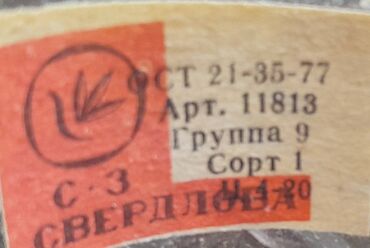 ОСТ 21-35-77
Арт. 11813
Группа 9
Сорт 1
Ц 4-20
С-З
СВЕРДЛОВА